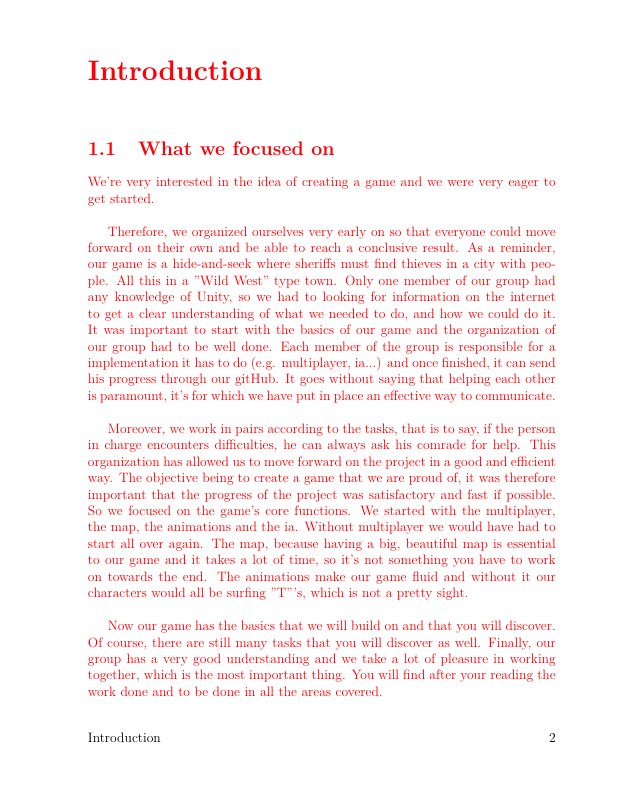 Introduction
1.1 What we focused on
We're very interested in the idea of creating a game and we were very eager to
get started.
Therefore, we organized ourselves very early on so that everyone could move
forward on their own and be able to reach a conclusive result. As a reminder,
our game is a hide-and-seek where sheriffs must find thieves in a city with peo-
ple. All this in a "Wild West" type town. Only one member of our group had
any knowledge of Unity, so we had to looking for information on the internet
to get a clear understanding of what we needed to do, and how we could do it.
It was important to start with the basics of our game and the organization of
our group had to be well done. Each member of the group is responsible for a
implementation it has to do (e.g. multiplayer, ia...) and once finished, it can send
his progress through our gitHub. It goes without saying that helping each other
is paramount, it's for which we have put in place an effective way to communicate.
Moreover, we work in pairs according to the tasks, that is to say, if the person
in charge encounters difficulties, he can always ask his comrade for help. This
organization has allowed us to move forward on the project in a good and efficient
way. The objective being to create a game that we are proud of, it was therefore
important that the progress of the project was satisfactory and fast if possible.
So we focused on the game's core functions. We started with the multiplayer,
the map, the animations and the ia. Without multiplayer we would have had to
start all over again. The map, because having a big, beautiful map is essential
to our game and it takes a lot of time, so it's not something you have to work
on towards the end. The animations make our game fluid and without it our
characters would all be surfing "T"'s, which is not a pretty sight.
Now our game has the basics that we will build on and that you will discover.
Of course, there are still many tasks that you will discover as well. Finally, our
group has a very good understanding and we take a lot of pleasure in working
together, which is the most important thing. You will find after your reading the
work done and to be done in all the areas covered.
Introduction 2